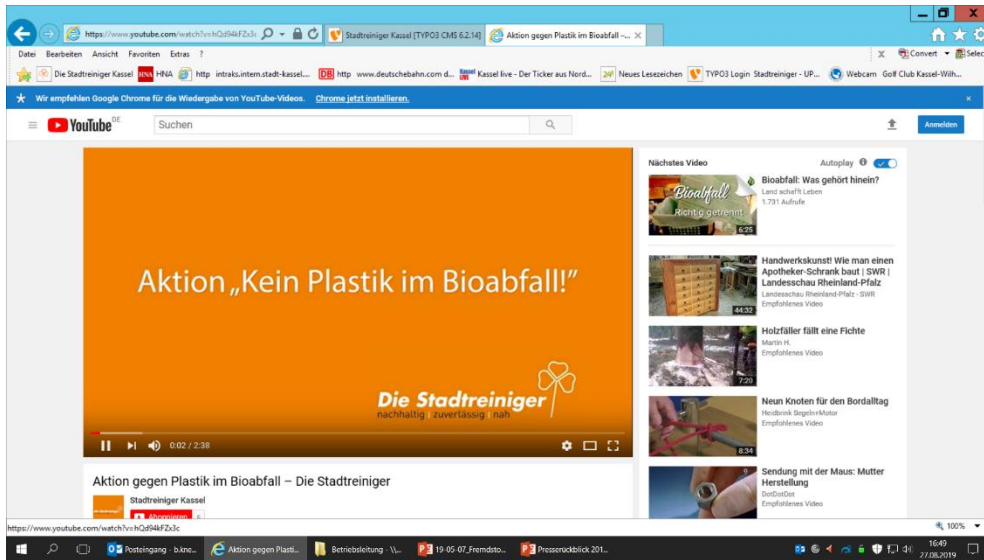 https://www.youtube.com/watch?v=hQd94kFZx3c
Stadtreiniger Kassel [TYPO3 CMS 6.2.14]
Aktion gegen Plastik im Bioabfall –...
Datei Bearbeiten Ansicht Favoriten Extras ?
X Convert Selec
Die Stadtreiniger Kassel HNA HNA http intraks.intern.stadt-kassel.... DB http www.deutschebahn.com d... Kassel live - Der Ticker aus Nord... 24/ Neues Lesezeichen TYPO3 Login Stadtreiniger - UP... Webcam Golf Club Kassel-Wilh...
Wir empfehlen Google Chrome für die Wiedergabe von YouTube-Videos. Chrome jetzt installieren.
YouTube DE
Suchen
Anmelden
Aktion „Kein Plastik im Bioabfall!"
Die Stadtreiniger
nachhaltig zuverlässig nah
0:02 / 2:38
Aktion gegen Plastik im Bioabfall – Die Stadtreiniger
Stadtreiniger Kassel
Abonnieren 6
Nächstes Video
Autoplay
Bioabfall
Richtig getrennt
6:25
Bioabfall: Was gehört hinein?
Land schafft Leben
1.731 Aufrufe
44:32
Handwerkskunst! Wie man einen
Apotheker-Schrank baut | SWR |
Landesschau Rheinland-Pfalz
Landesschau Rheinland-Pfalz - SWR
Empfohlenes Video
7:20
Holzfäller fällt eine Fichte
Martin H.
Empfohlenes Video
8:34
Neun Knoten für den Bordalltag
Heidbrink Segeln+Motor
Empfohlenes Video
Sendung mit der Maus: Mutter
Herstellung
DotDotDot
Empfohlenes Video
https://www.youtube.com/watch?v=hQd94kFZx3c
100%
Posteingang - b.kne...
Aktion gegen Plasti...
Betriebsleitung - \\...
19-05-07_Fremdsto...
Presserückblick 201...
16:49
27.08.2019